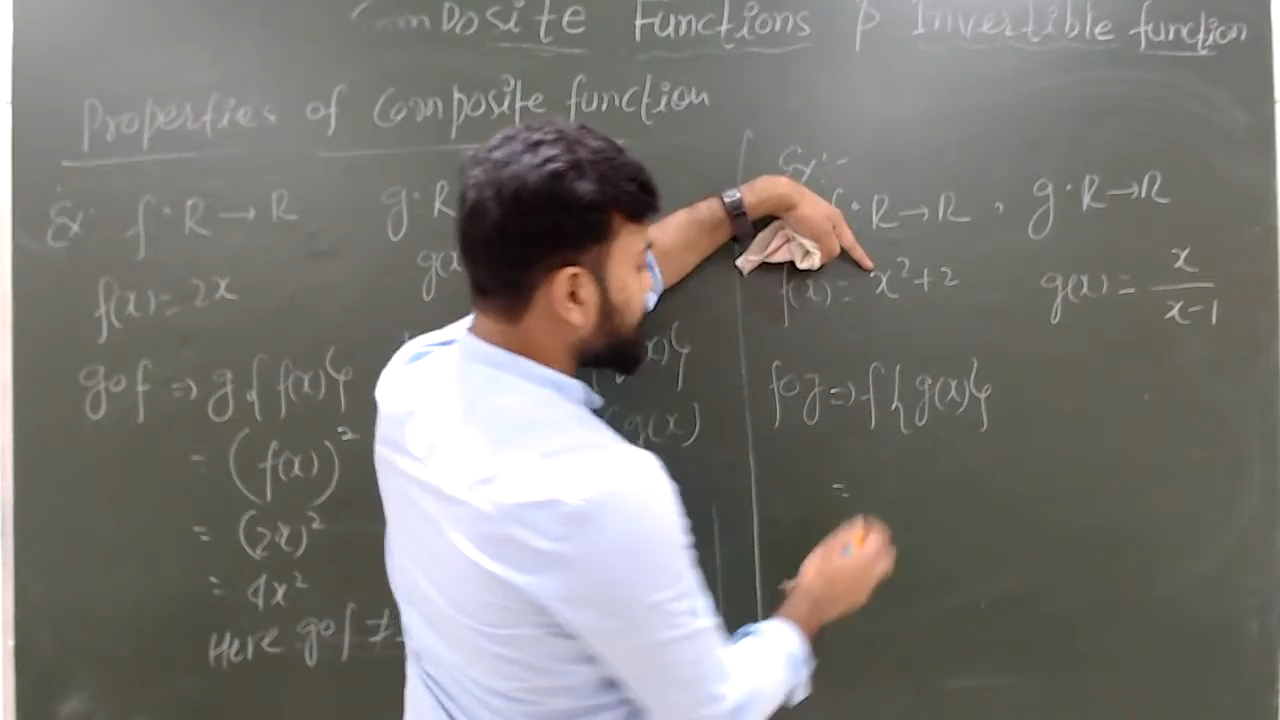 Composite Functions & Invertible function
Properties of Composite function
Ex: f: R → R g: R
f(x) = 2x g(x
gof ⇒ g{f(x)}
= (f(x))²
= (2x)²
= 4x²
Here gof ≠
x)}
(g(x)
Ex:-
f: R → R , g: R → R
f(x) = x²+2 g(x) = x/(x-1)
fog ⇒ f{g(x)}
=